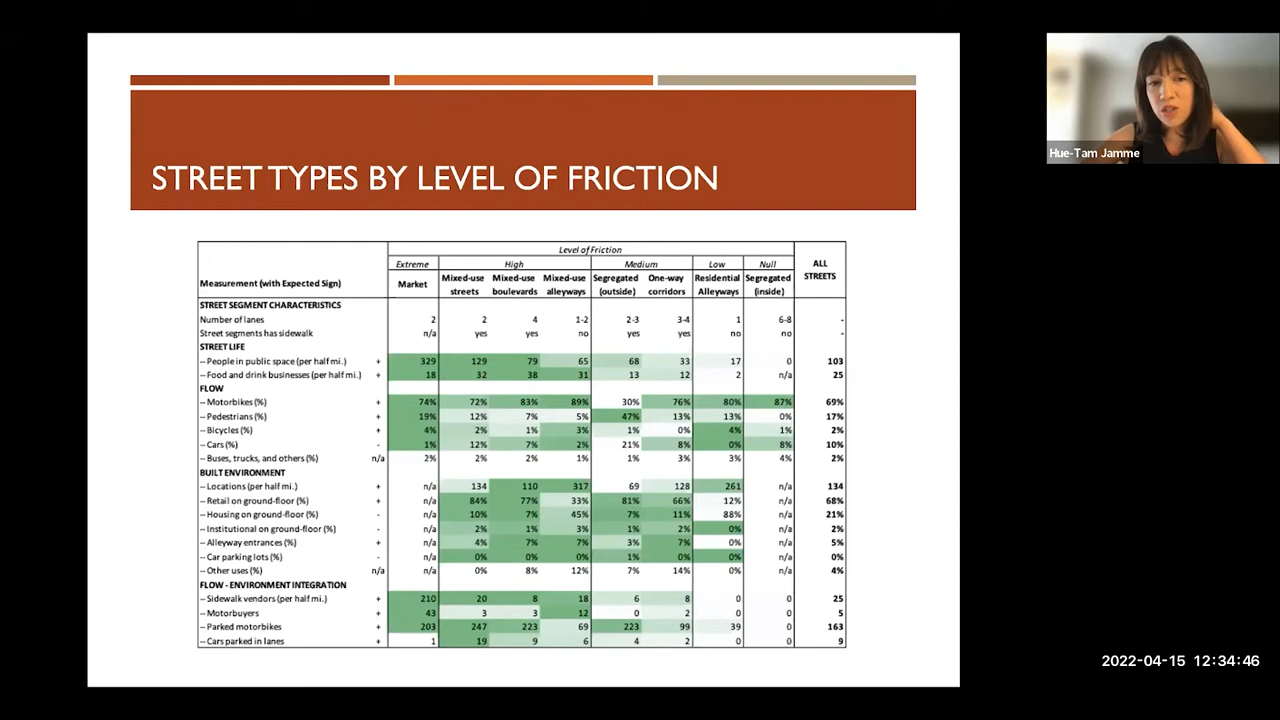 STREET TYPES BY LEVEL OF FRICTION
Level of Friction
Extreme High Medium Low Null ALL STREETS
Measurement (with Expected Sign) Market Mixed-use streets Mixed-use boulevards Mixed-use alleyways Segregated (outside) One-way corridors Residential Alleyways Segregated (inside)
STREET SEGMENT CHARACTERISTICS
Number of lanes 2 2 4 1-2 2-3 3-4 1 6-8 -
Street segments has sidewalk n/a yes yes no yes yes no no -
STREET LIFE
-- People in public space (per half mi.) + 329 129 79 65 68 33 17 0 103
-- Food and drink businesses (per half mi.) + 18 32 38 31 13 12 2 n/a 25
FLOW
-- Motorbikes (%) + 74% 72% 83% 89% 30% 76% 80% 87% 69%
-- Pedestrians (%) + 19% 12% 7% 5% 47% 13% 13% 0% 17%
-- Bicycles (%) + 4% 2% 1% 3% 1% 0% 4% 1% 2%
-- Cars (%) - 1% 12% 7% 2% 21% 8% 0% 8% 10%
-- Buses, trucks, and others (%) n/a 2% 2% 2% 1% 1% 3% 3% 4% 2%
BUILT ENVIRONMENT
-- Locations (per half mi.) + n/a 134 110 317 69 128 261 n/a 134
-- Retail on ground-floor (%) + n/a 84% 77% 33% 81% 66% 12% n/a 68%
-- Housing on ground-floor (%) - n/a 10% 7% 45% 7% 11% 88% n/a 21%
-- Institutional on ground-floor (%) - n/a 2% 1% 3% 1% 2% 0% n/a 2%
-- Alleyway entrances (%) + n/a 4% 7% 7% 3% 7% 0% n/a 5%
-- Car parking lots (%) - n/a 0% 0% 0% 1% 0% 0% n/a 0%
-- Other uses (%) n/a n/a 0% 8% 12% 7% 14% 0% n/a 4%
FLOW - ENVIRONMENT INTEGRATION
-- Sidewalk vendors (per half mi.) + 210 20 8 18 6 8 0 0 25
-- Motorbuyers + 43 3 3 12 0 2 0 0 5
-- Parked motorbikes + 203 247 223 69 223 99 39 0 163
-- Cars parked in lanes + 1 19 9 6 4 2 0 0 9
Hue-Tam Jamme
2022-04-15 12:34:46